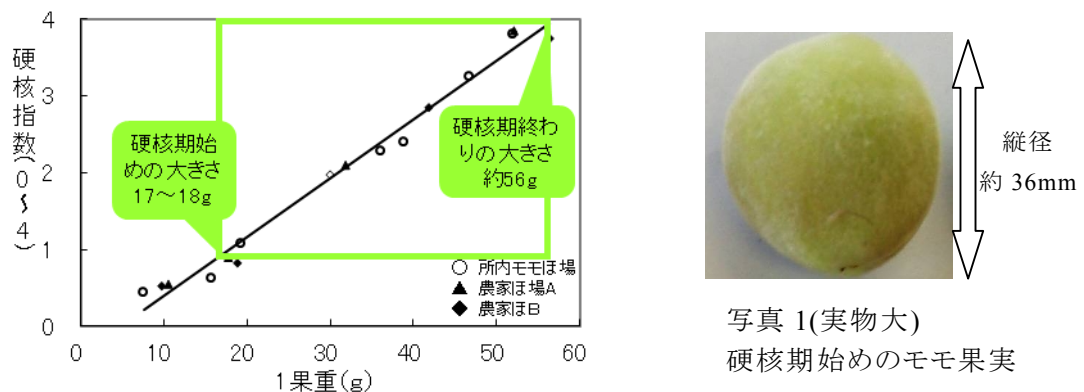 硬核指数(0〜4)
4
3
2
1
0
硬核期始
めの大きさ
17〜18g
硬核期終わ
りの大きさ
約56g
○ 所内モモほ場
▲ 農家ほ場A
◆ 農家ほB
0 10 20 30 40 50 60
1果重(g)
縦径
約 36mm
写真 1(実物大)
硬核期始めのモモ果実